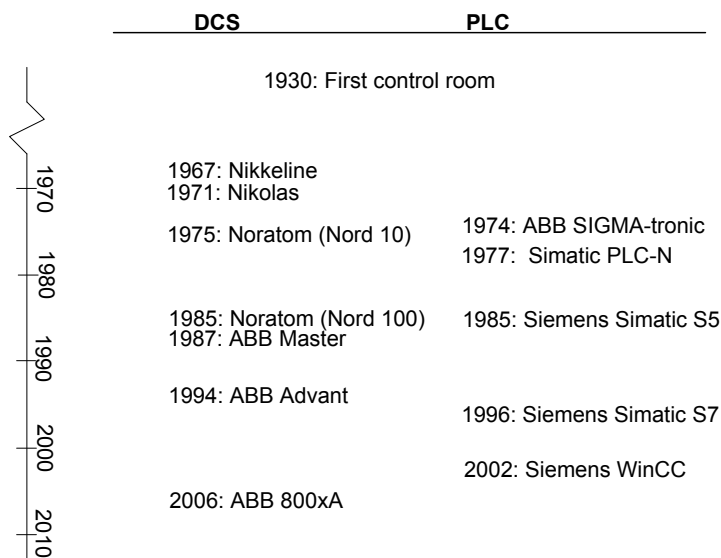 DCS PLC
1930: First control room
1967: Nikkeline
1971: Nikolas
1975: Noratom (Nord 10)
1974: ABB SIGMA-tronic
1977: Simatic PLC-N
1985: Noratom (Nord 100)
1985: Siemens Simatic S5
1987: ABB Master
1994: ABB Advant
1996: Siemens Simatic S7
2002: Siemens WinCC
2006: ABB 800xA
1970
1980
1990
2000
2010